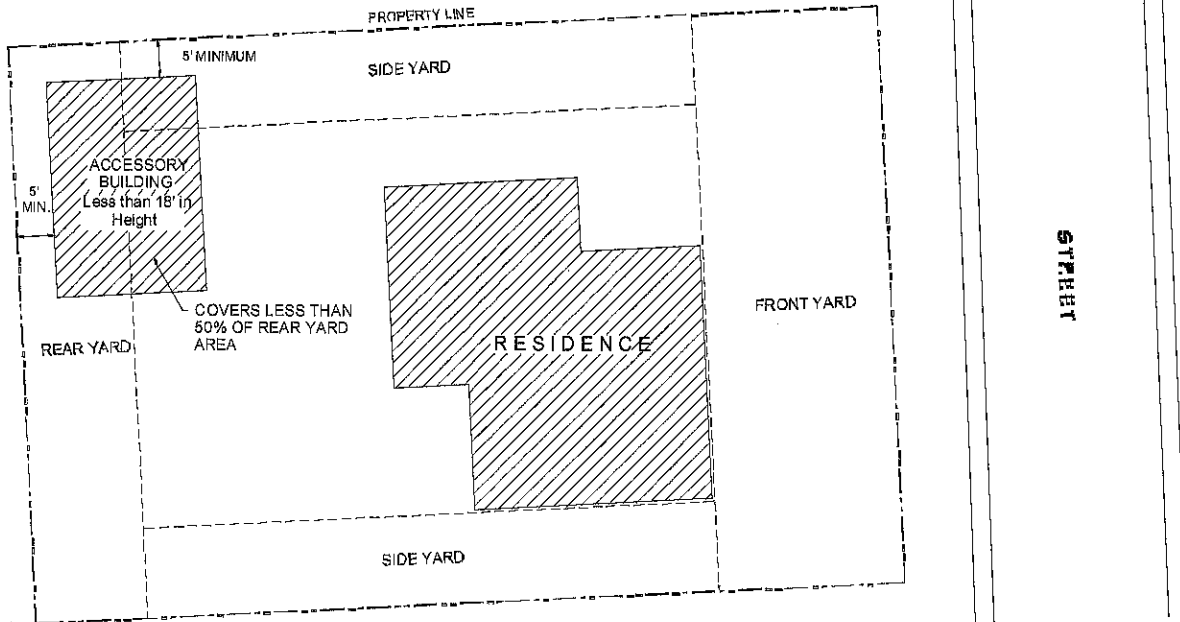 PROPERTY LINE
5' MINIMUM
SIDE YARD
ACCESSORY
BUILDING
Less than 18' in
Height
5'
MIN.
COVERS LESS THAN
50% OF REAR YARD
AREA
REAR YARD
RESIDENCE
FRONT YARD
STREET
SIDE YARD